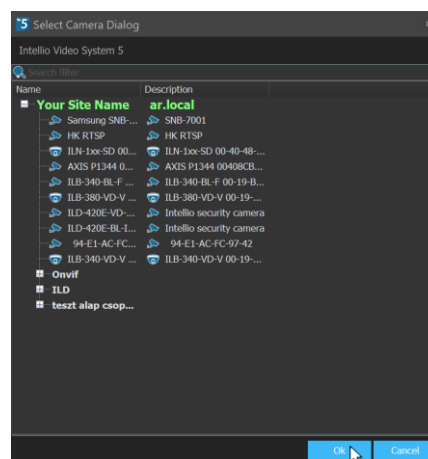 Select Camera Dialog
Intellio Video System 5
Search filter
Name Description
Your Site Name ar.local
Samsung SNB-... SNB-7001
HK RTSP HK RTSP
ILN-1xx-SD 00... ILN-1xx-SD 00-40-48-...
AXIS P1344 0... AXIS P1344 00408CB...
ILB-340-BL-F ... ILB-340-BL-F 00-19-B...
ILB-380-VD-V ... ILB-380-VD-V 00-19-...
ILD-420E-VD-... Intellio security camera
ILD-420E-BL-I... Intellio security camera
94-E1-AC-FC... 94-E1-AC-FC-97-42
ILB-340-VD-V ... ILB-340-VD-V 00-19-...
Onvif
ILD
teszt alap csop...
Ok Cancel